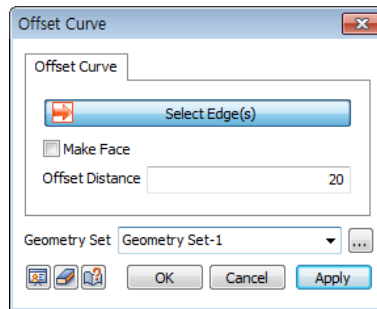 Offset Curve
Offset Curve
Select Edge(s)
Make Face
Offset Distance 20
Geometry Set Geometry Set-1 ...
OK Cancel Apply